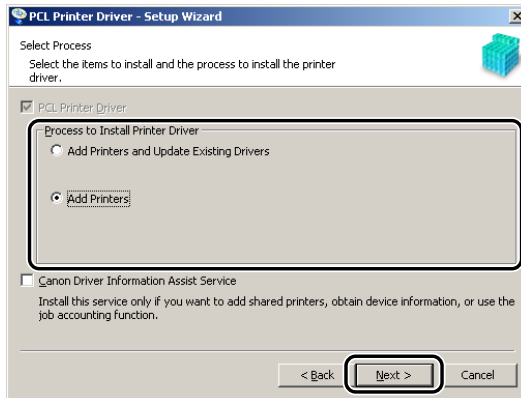 PCL Printer Driver - Setup Wizard
Select Process
Select the items to install and the process to install the printer
driver.
PCL Printer Driver
Process to Install Printer Driver
Add Printers and Update Existing Drivers
Add Printers
Canon Driver Information Assist Service
Install this service only if you want to add shared printers, obtain device information, or use the
job accounting function.
< Back
Next >
Cancel